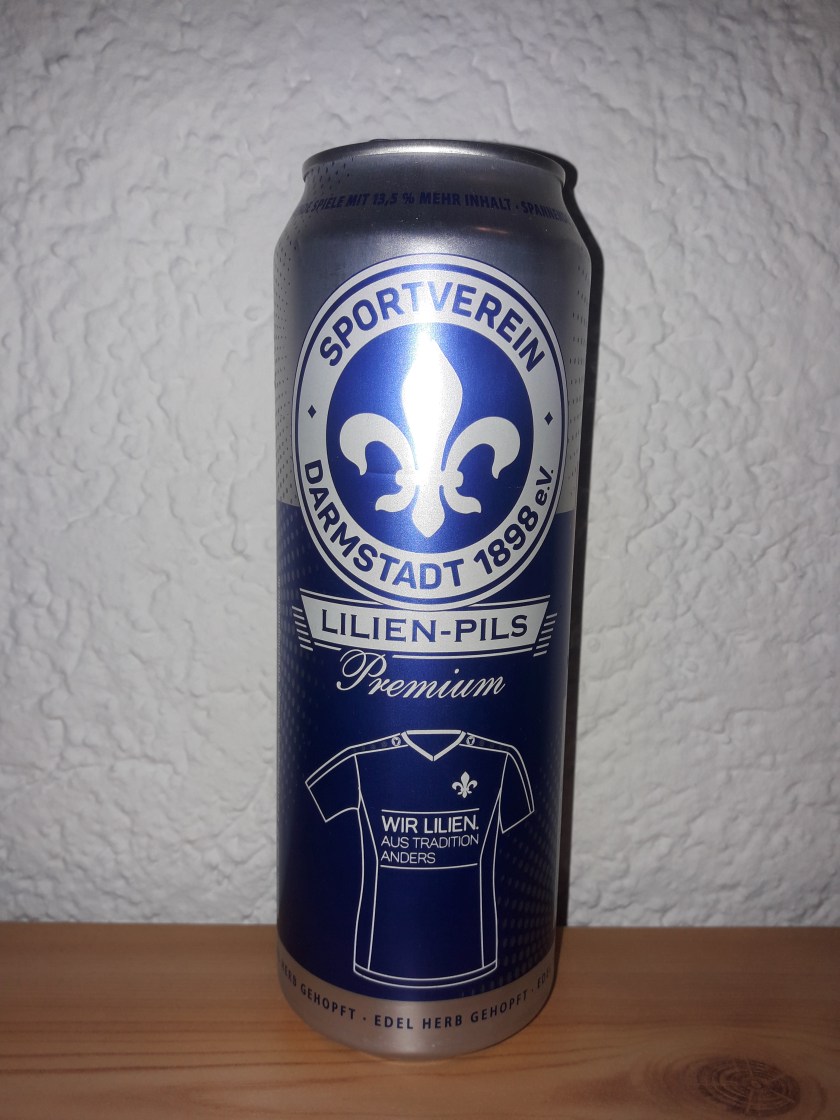 SPIELE MIT 13,5 % MEHR INHALT ·
SPORTVEREIN
DARMSTADT 1898 e.V.
LILIEN-PILS
Premium
WIR LILIEN.
AUS TRADITION
ANDERS
HERB GEHOPFT · EDEL HERB GEHOPFT ·